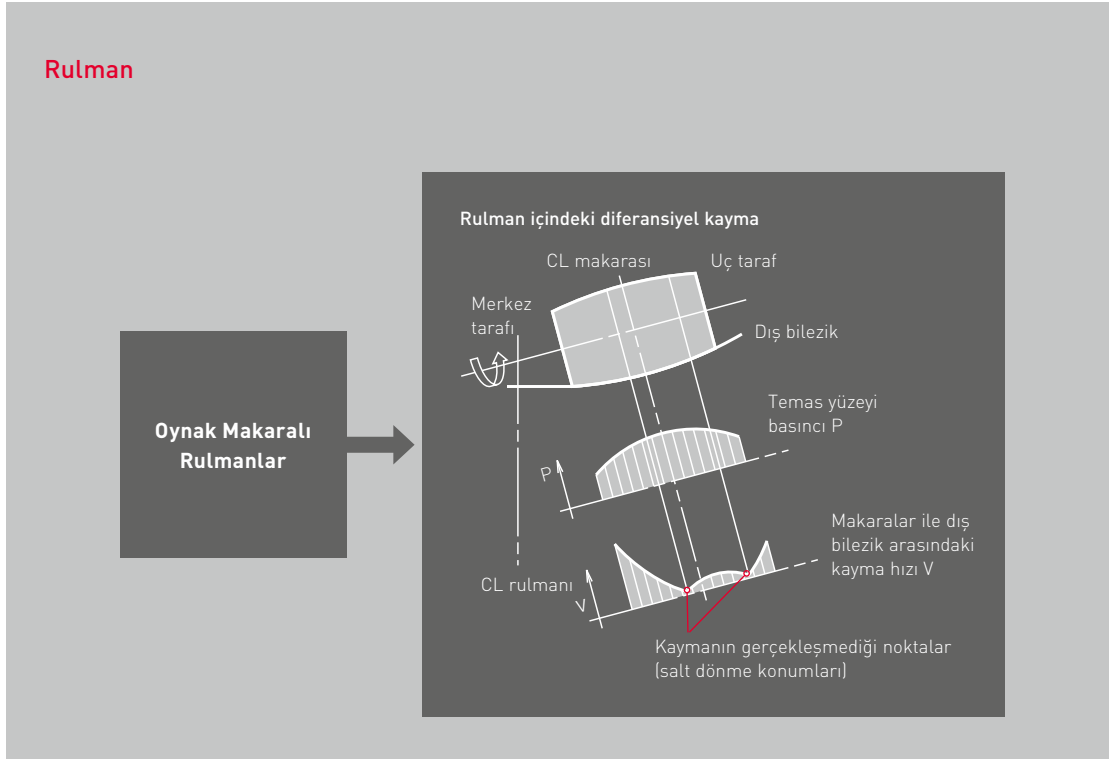 Rulman
Oynak Makaralı
Rulmanlar
Rulman içindeki diferansiyel kayma
CL makarası
Uç taraf
Merkez
tarafı
Dış bilezik
Temas yüzeyi
basıncı P
P
Makaralar ile dış
bilezik arasındaki
kayma hızı V
CL rulmanı
V
Kaymanın gerçekleşmediği noktalar
(salt dönme konumları)